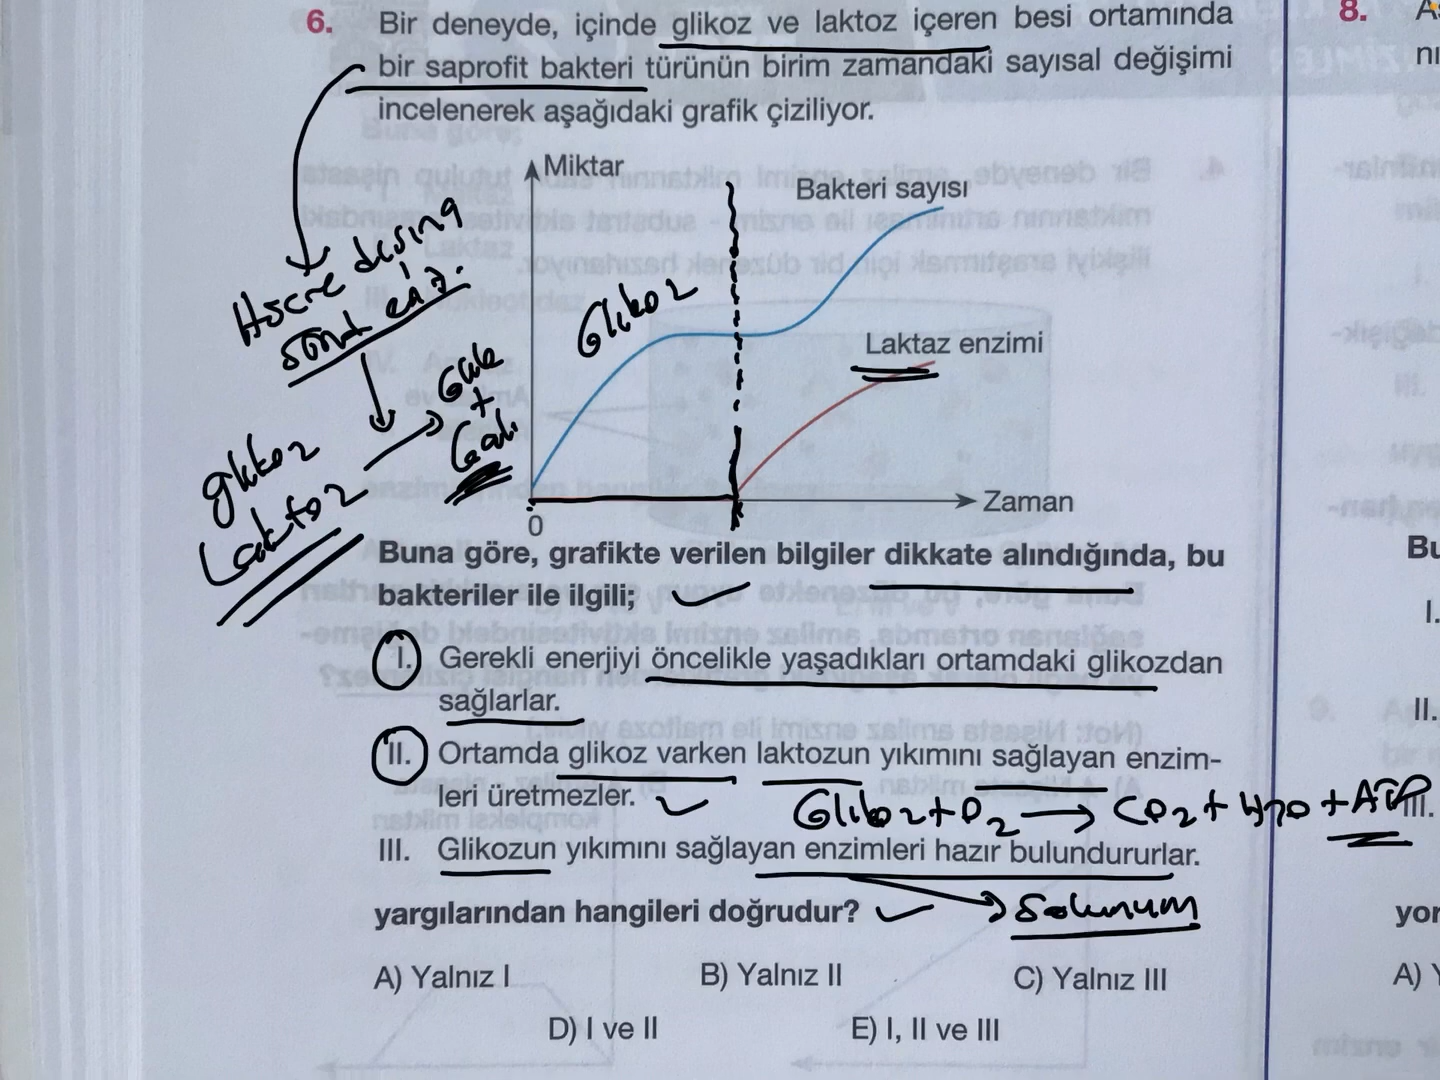 6. Bir deneyde, içinde glikoz ve laktoz içeren besi ortamında
bir saprofit bakteri türünün birim zamandaki sayısal değişimi
incelenerek aşağıdaki grafik çiziliyor.
Miktar
Bakteri sayısı
Glikoz
Laktaz enzimi
Zaman
0
Hücre dışına
glikoz
Laktoz
Buna göre, grafikte verilen bilgiler dikkate alındığında, bu
bakteriler ile ilgili;
I. Gerekli enerjiyi öncelikle yaşadıkları ortamdaki glikozdan
sağlarlar.
II. Ortamda glikoz varken laktozun yıkımını sağlayan enzim-
leri üretmezler.
Glikoz+O2 → CO2 + H2O + ATP
III. Glikozun yıkımını sağlayan enzimleri hazır bulundururlar.
yargılarından hangileri doğrudur?
→ Solunum
A) Yalnız I
B) Yalnız II
C) Yalnız III
D) I ve II
E) I, II ve III
8.
Bu
I.
II.
III.
yor